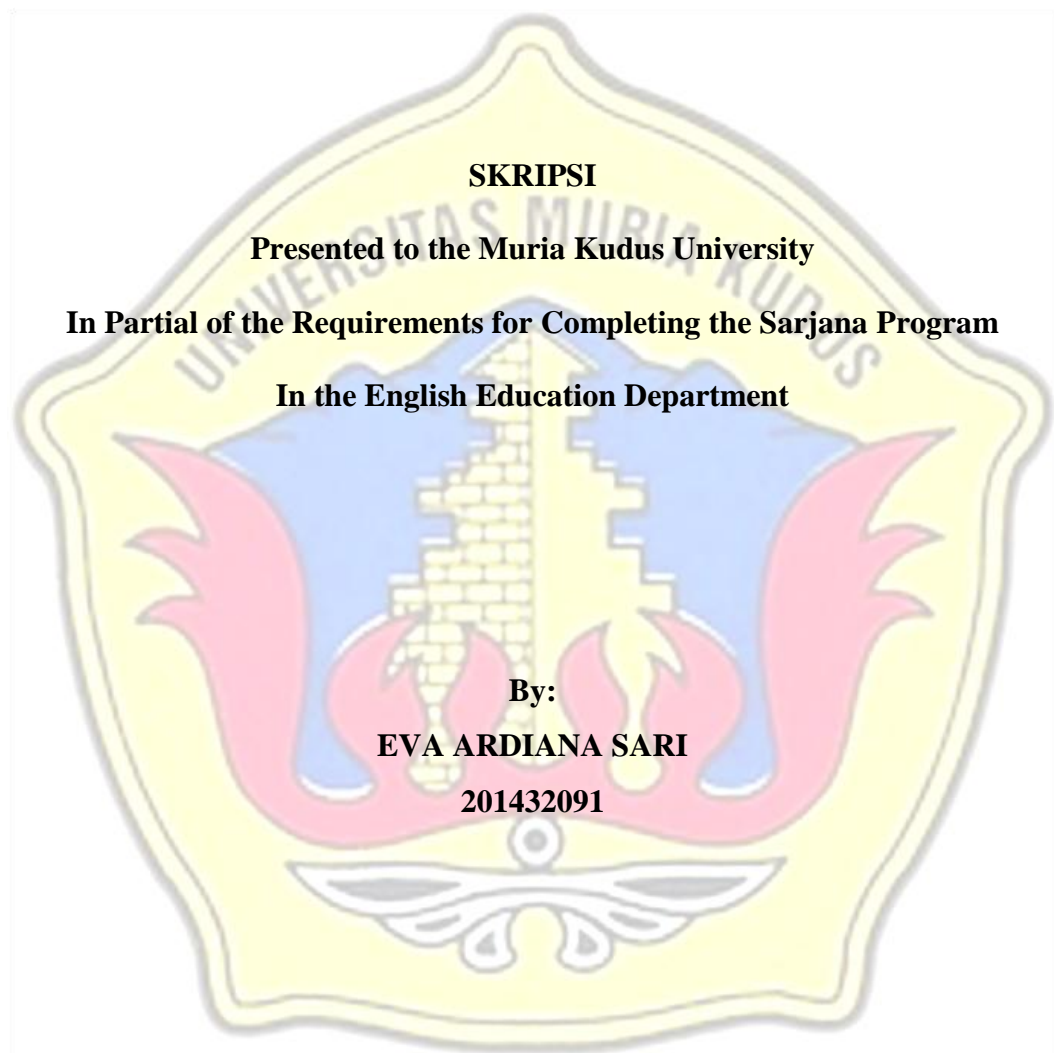 SKRIPSI
UNIVERSITAS MURIA KUDUS
Presented to the Muria Kudus University
In Partial of the Requirements for Completing the Sarjana Program
In the English Education Department
By:
EVA ARDIANA SARI
201432091